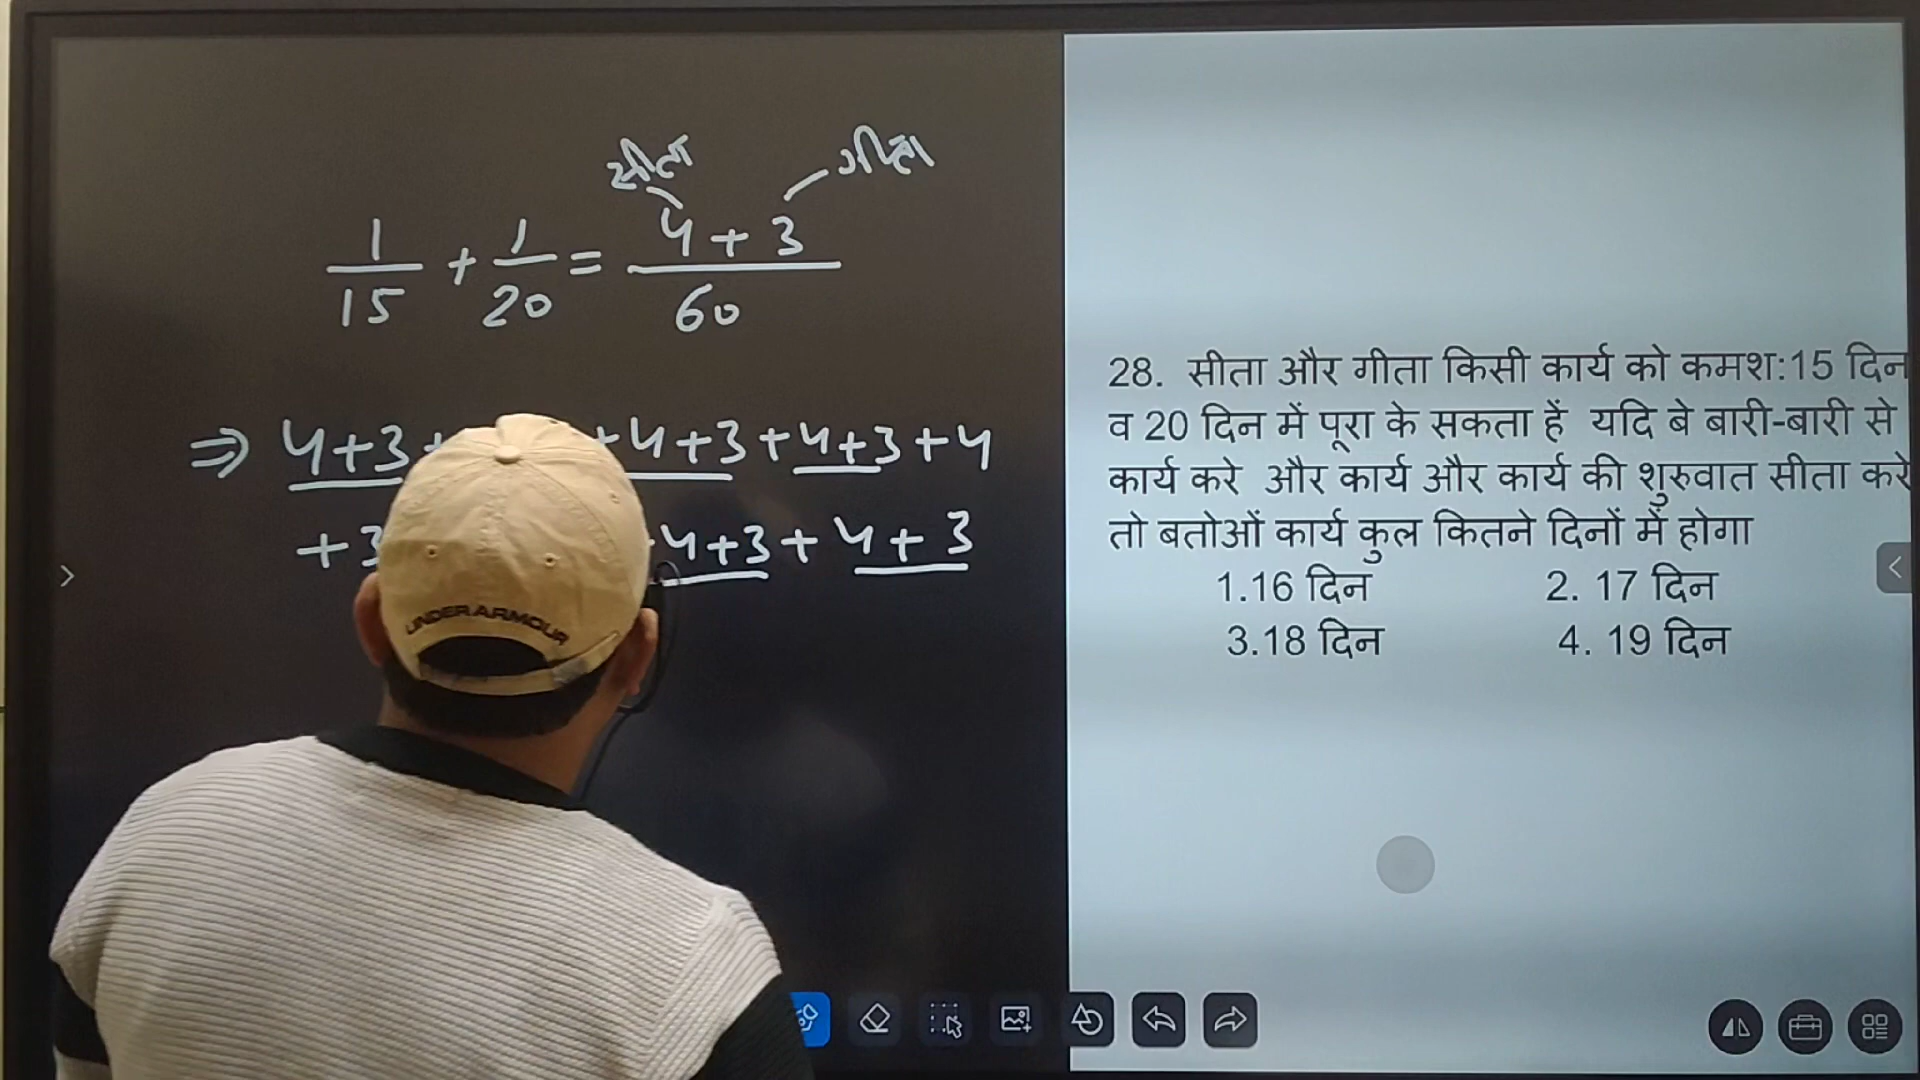 सीता गीता
4 + 3
1/15 + 1/20 = 4 + 3/60
⇒ 4+3+ +4+3+4+3+4
+3 4+3+4+3
UNDER ARMOUR
28. सीता और गीता किसी कार्य को कमश:15 दिन
व 20 दिन में पूरा के सकता हें यदि बे बारी-बारी से
कार्य करे और कार्य और कार्य की शुरुवात सीता करे
तो बतोओं कार्य कुल कितने दिनों में होगा
1.16 दिन 2. 17 दिन
3.18 दिन 4. 19 दिन